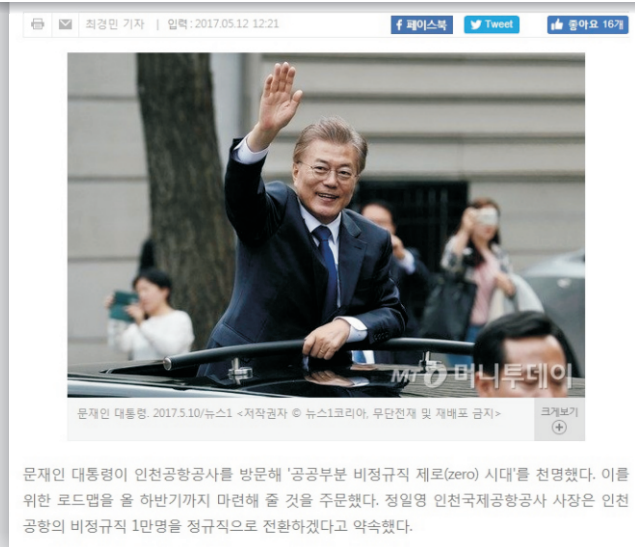 최경민 기자 | 입력 : 2017.05.12 12:21
f 페이스북
Tweet
좋아요 16개
MT 머니투데이
문재인 대통령. 2017.5.10/뉴스1 <저작권자 © 뉴스1코리아, 무단전재 및 재배포 금지>
크게보기
문재인 대통령이 인천공항공사를 방문해 '공공부분 비정규직 제로(zero) 시대'를 천명했다. 이를
위한 로드맵을 올 하반기까지 마련해 줄 것을 주문했다. 정일영 인천국제공항공사 사장은 인천
공항의 비정규직 1만명을 정규직으로 전환하겠다고 약속했다.